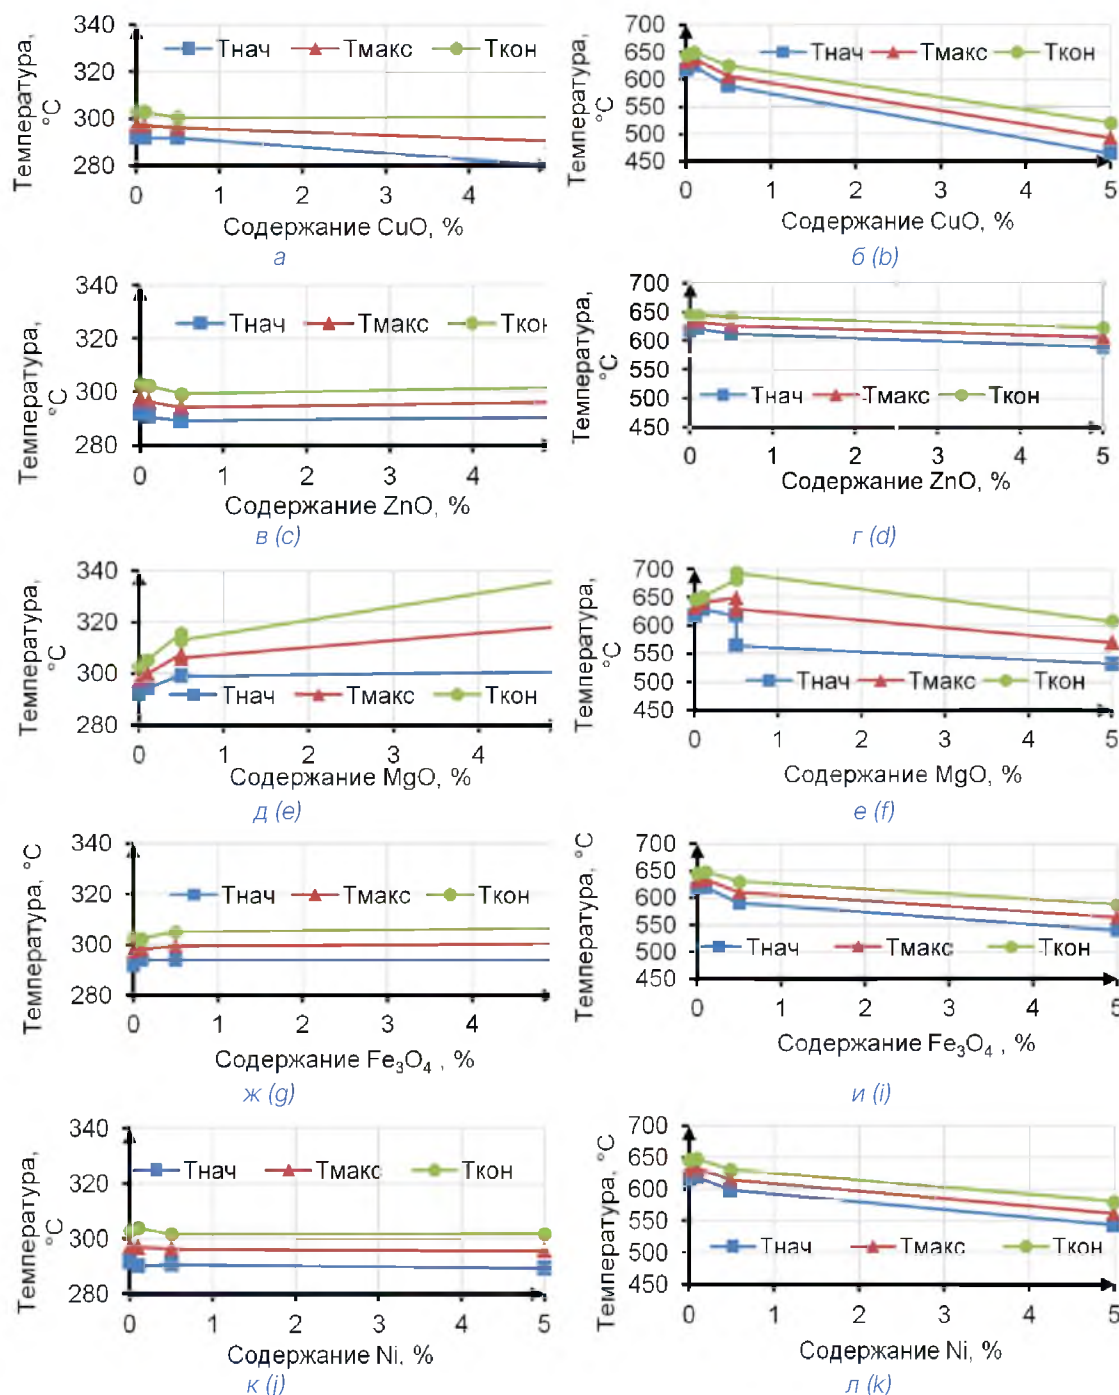 340
320
300
280
Температура, °C
Тнач Тмакс Ткон
0 1 2 3 4
Содержание CuO, %
а
700
650
600
550
500
450
Температура, °C
Тнач Тмакс Ткон
0 1 2 3 4 5
Содержание CuO, %
б (b)
340
320
300
280
Температура, °C
Тнач Тмакс Ткон
0 1 2 3 4
Содержание ZnO, %
в (c)
700
650
600
550
500
450
Температура, °C
Тнач Тмакс Ткон
0 1 2 3 4 5
Содержание ZnO, %
г (d)
340
320
300
280
Температура, °C
Тнач Тмакс Ткон
0 1 2 3 4
Содержание MgO, %
д (e)
700
650
600
550
500
450
Температура, °C
Тнач Тмакс Ткон
0 1 2 3 4 5
Содержание MgO, %
е (f)
340
320
300
280
Температура, °C
Тнач Тмакс Ткон
0 1 2 3 4
Содержание Fe₃O₄ , %
ж (g)
700
650
600
550
500
450
Температура, °C
Тнач Тмакс Ткон
0 1 2 3 4 5
Содержание Fe₃O₄ , %
и (i)
340
320
300
280
Температура, °C
Тнач Тмакс Ткон
0 1 2 3 4 5
Содержание Ni, %
к (j)
700
650
600
550
500
450
Температура, °C
Тнач Тмакс Ткон
0 1 2 3 4 5
Содержание Ni, %
л (k)